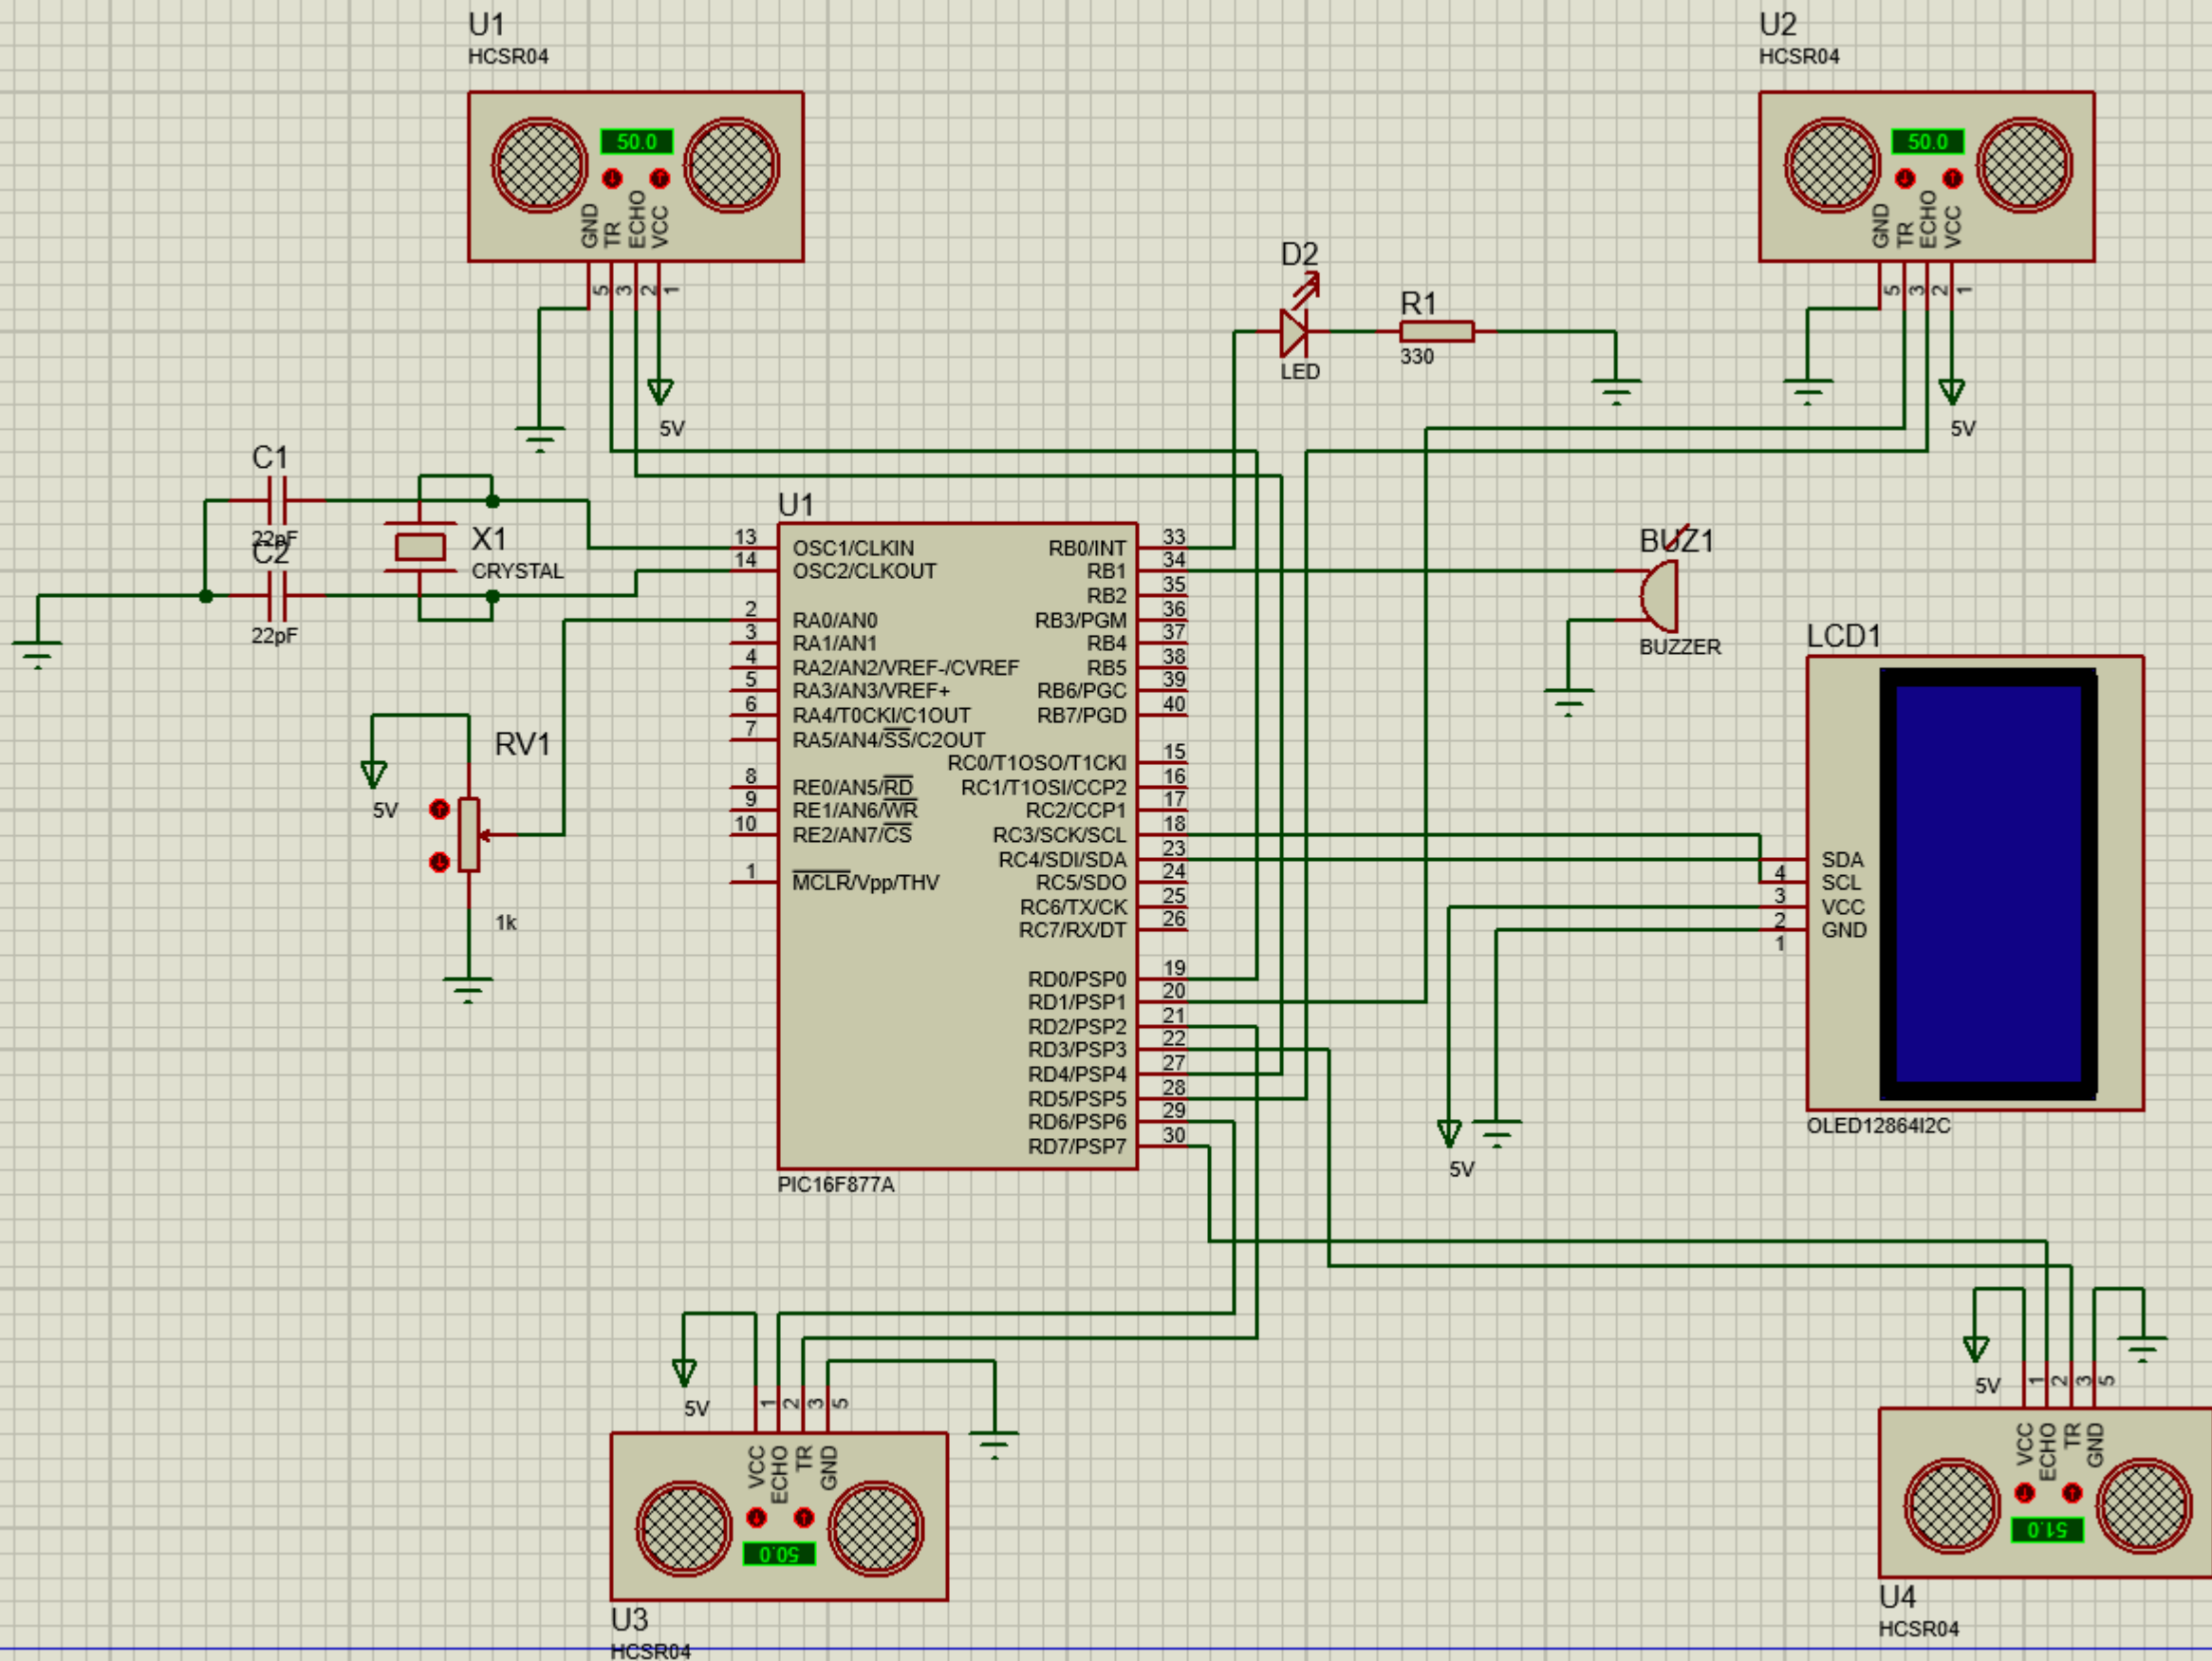 U1
HCSR04
50.0
GND
TR
ECHO
VCC
5
3
2
1
5V
U2
HCSR04
50.0
GND
TR
ECHO
VCC
5
3
2
1
5V
D2
LED
R1
330
C1
22pF
C2
22pF
X1
CRYSTAL
RV1
5V
1k
U1
13 OSC1/CLKIN
14 OSC2/CLKOUT
2 RA0/AN0
3 RA1/AN1
4 RA2/AN2/VREF-/CVREF
5 RA3/AN3/VREF+
6 RA4/T0CKI/C1OUT
7 RA5/AN4/SS/C2OUT
8 RE0/AN5/RD
9 RE1/AN6/WR
10 RE2/AN7/CS
1 MCLR/Vpp/THV
RB0/INT 33
RB1 34
RB2 35
RB3/PGM 36
RB4 37
RB5 38
RB6/PGC 39
RB7/PGD 40
RC0/T1OSO/T1CKI 15
RC1/T1OSI/CCP2 16
RC2/CCP1 17
RC3/SCK/SCL 18
RC4/SDI/SDA 23
RC5/SDO 24
RC6/TX/CK 25
RC7/RX/DT 26
RD0/PSP0 19
RD1/PSP1 20
RD2/PSP2 21
RD3/PSP3 22
RD4/PSP4 27
RD5/PSP5 28
RD6/PSP6 29
RD7/PSP7 30
PIC16F877A
BUZ1
BUZZER
LCD1
SDA
4 SCL
3 VCC
2 GND
1
OLED12864I2C
5V
5V
1
2
3
5
VCC
ECHO
TR
GND
50.0
U3
HCSR04
5V
1
2
3
5
VCC
ECHO
TR
GND
51.0
U4
HCSR04